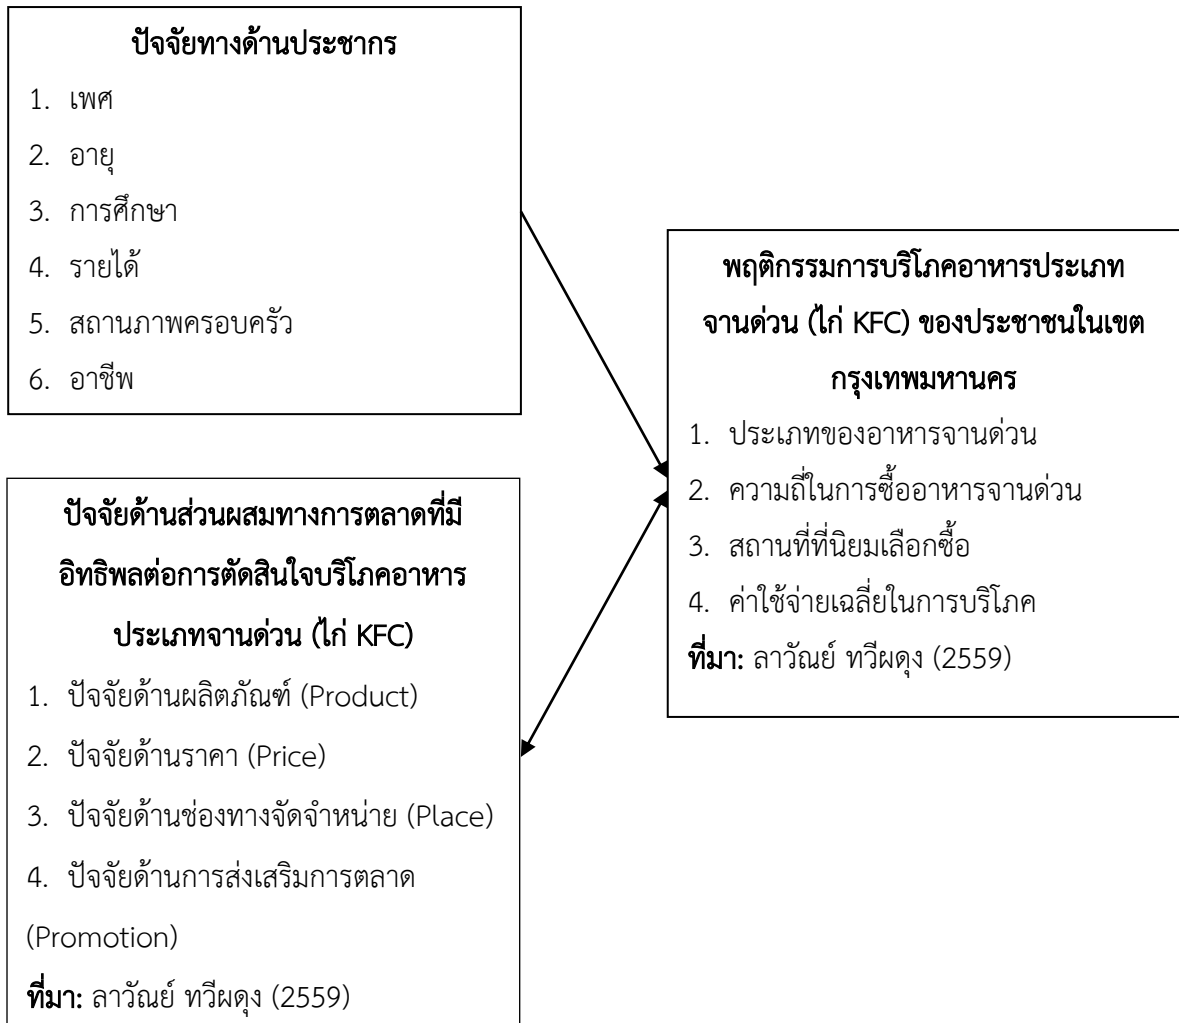 ปัจจัยทางด้านประชากร
1. เพศ
2. อายุ
3. การศึกษา
4. รายได้
5. สถานภาพครอบครัว
6. อาชีพ
ปัจจัยด้านส่วนผสมทางการตลาดที่มี
อิทธิพลต่อการตัดสินใจบริโภคอาหาร
ประเภทจานด่วน (ไก่ KFC)
1. ปัจจัยด้านผลิตภัณฑ์ (Product)
2. ปัจจัยด้านราคา (Price)
3. ปัจจัยด้านช่องทางจัดจำหน่าย (Place)
4. ปัจจัยด้านการส่งเสริมการตลาด
(Promotion)
ที่มา: ลาวัณย์ ทวีผดุง (2559)
พฤติกรรมการบริโภคอาหารประเภท
จานด่วน (ไก่ KFC) ของประชาชนในเขต
กรุงเทพมหานคร
1. ประเภทของอาหารจานด่วน
2. ความถี่ในการซื้ออาหารจานด่วน
3. สถานที่ที่นิยมเลือกซื้อ
4. ค่าใช้จ่ายเฉลี่ยในการบริโภค
ที่มา: ลาวัณย์ ทวีผดุง (2559)